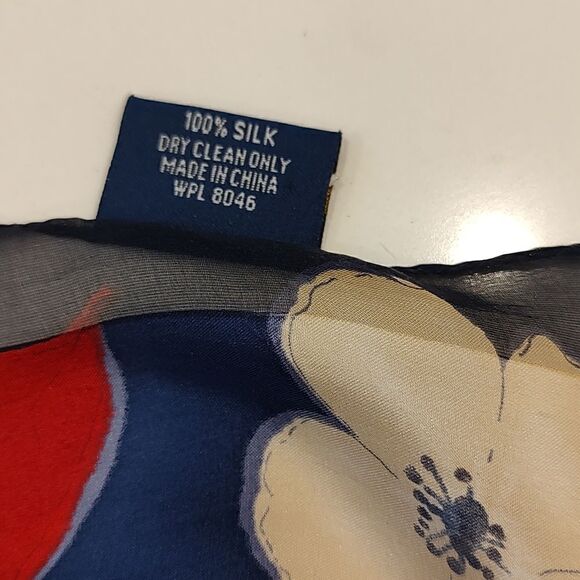 100% SILK
DRY CLEAN ONLY
MADE IN CHINA
WPL 8046